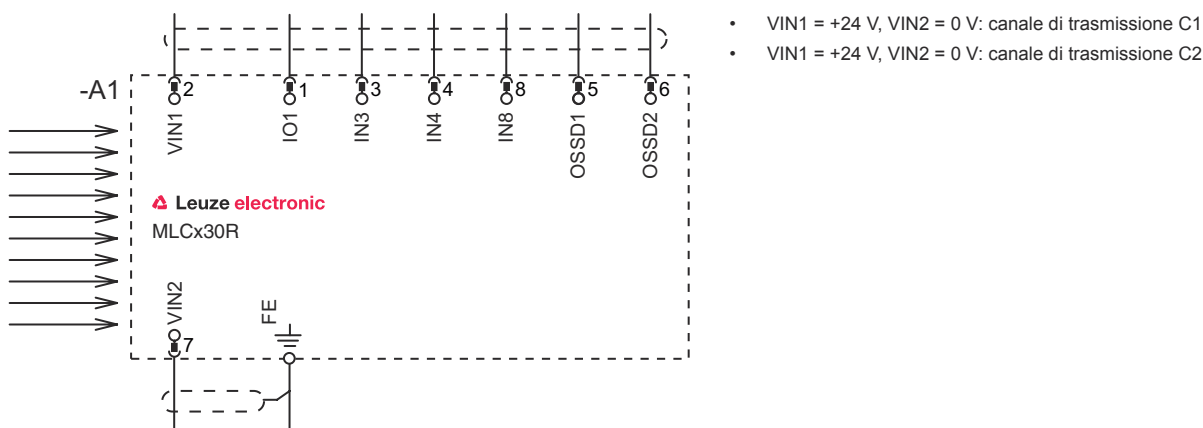 • VIN1 = +24 V, VIN2 = 0 V: canale di trasmissione C1
• VIN1 = +24 V, VIN2 = 0 V: canale di trasmissione C2
-A1
2 1 3 4 8 5 6
VIN1 IO1 IN3 IN4 IN8 OSSD1 OSSD2
Leuze electronic
MLCx30R
VIN2 FE
7